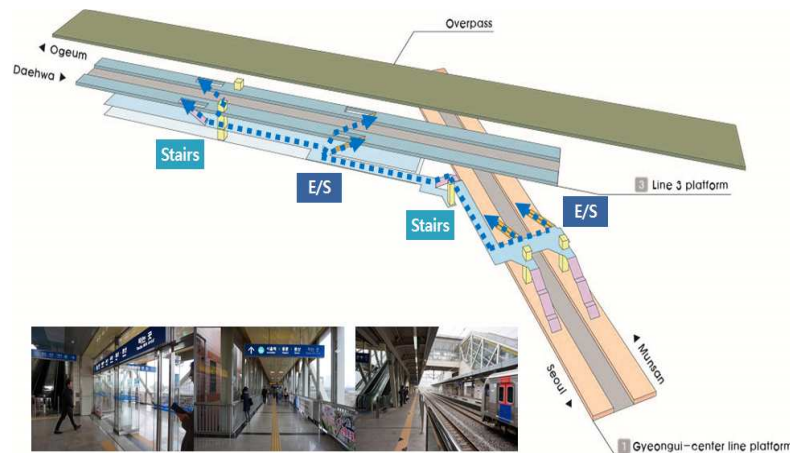 Overpass
◀ Ogeum
Daehwa ▶
Stairs
E/S
Stairs
E/S
3 Line 3 platform
Munsan
Seoul
1 Gyeongui-center line platform